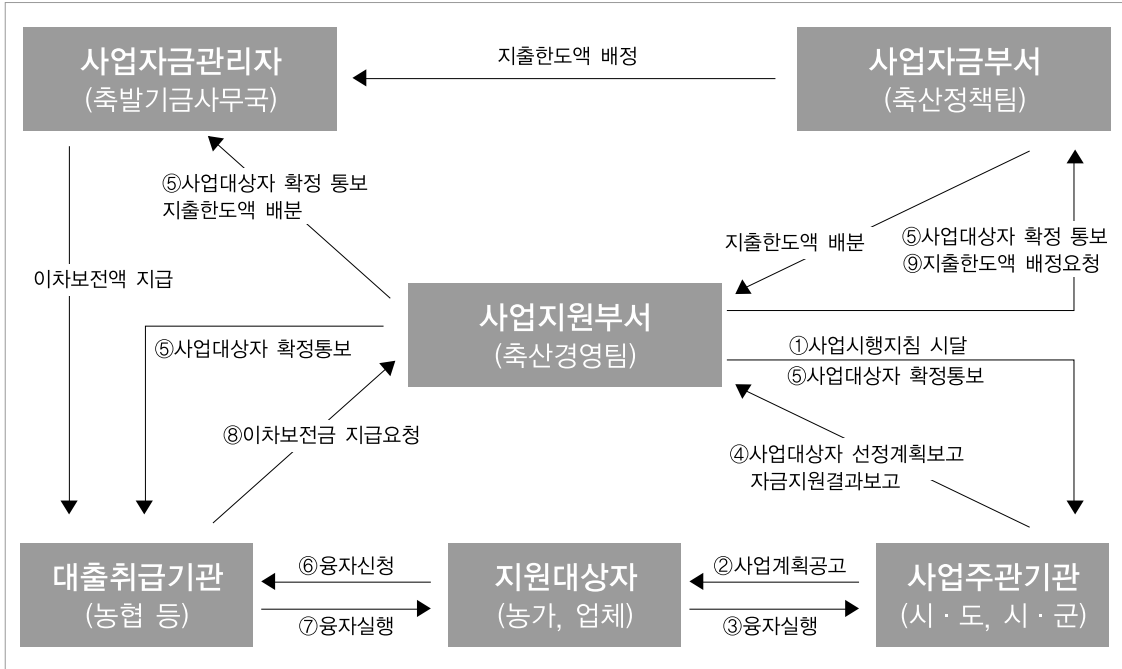 사업자금관리자
(축발기금사무국)
지출한도액 배정
사업자금부서
(축산정책팀)
⑤사업대상자 확정 통보
지출한도액 배분
지출한도액 배분
⑤사업대상자 확정 통보
⑨지출한도액 배정요청
이차보전액 지급
사업지원부서
(축산경영팀)
⑤사업대상자 확정통보
①사업시행지침 시달
⑤사업대상자 확정통보
⑧이차보전금 지급요청
④사업대상자 선정계획보고
자금지원결과보고
대출취급기관
(농협 등)
⑥융자신청
⑦융자실행
지원대상자
(농가, 업체)
②사업계획공고
③융자실행
사업주관기관
(시 · 도, 시 · 군)